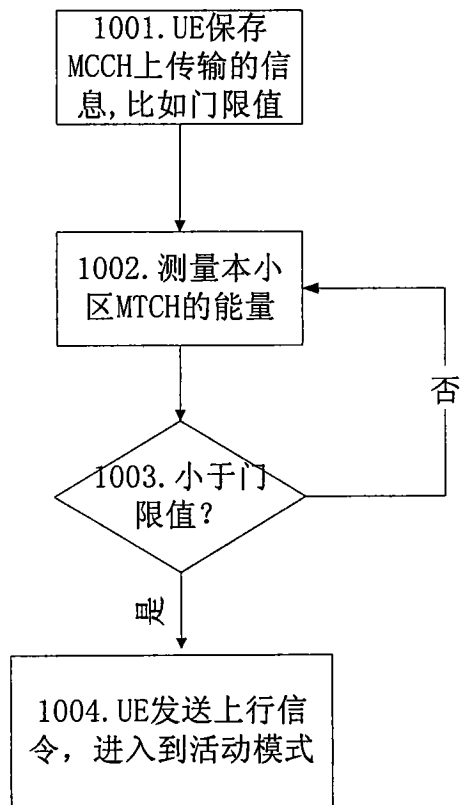 1001.UE保存
MCCH上传输的信
息,比如门限值
1002.测量本小
区MTCH的能量
否
1003.小于门
限值?
是
1004.UE发送上行信
令，进入到活动模式